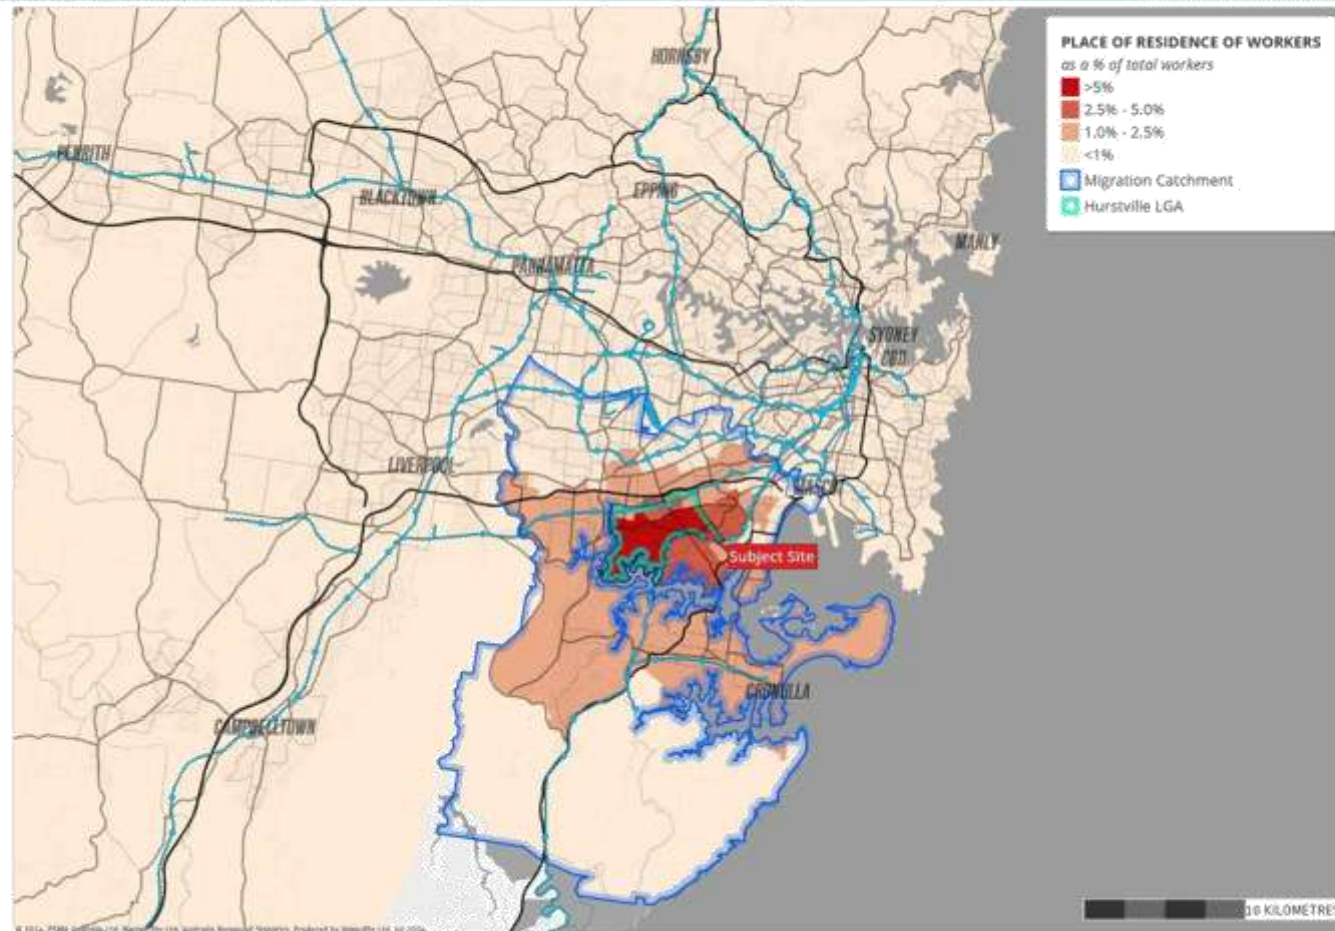 HORNSBY
PENRITH
BLACKTOWN
EPPING
PARRAMATTA
MANLY
SYDNEY
CBD
LIVERPOOL
MASCOT
Subject Site
CRONULLA
CAMPBELLTOWN
PLACE OF RESIDENCE OF WORKERS
as a % of total workers
>5%
2.5% - 5.0%
1.0% - 2.5%
<1%
Migration Catchment
Hurstville LGA
10 KILOMETRES